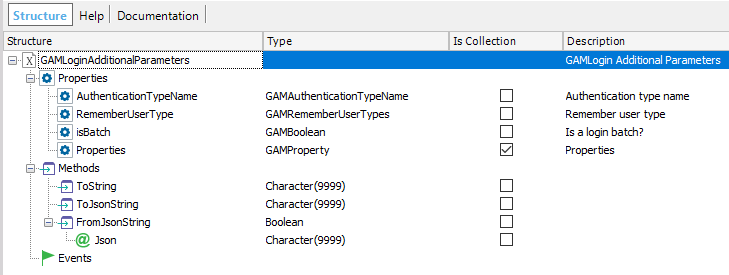 Structure Help Documentation
Structure Type Is Collection Description
GAMLoginAdditionalParameters GAMLogin Additional Parameters
Properties
AuthenticationTypeName GAMAuthenticationTypeName Authentication type name
RememberUserType GAMRememberUserTypes Remember user type
isBatch GAMBoolean Is a login batch?
Properties GAMProperty Properties
Methods
ToString Character(9999)
ToJsonString Character(9999)
FromJsonString Boolean
@ Json Character(9999)
Events